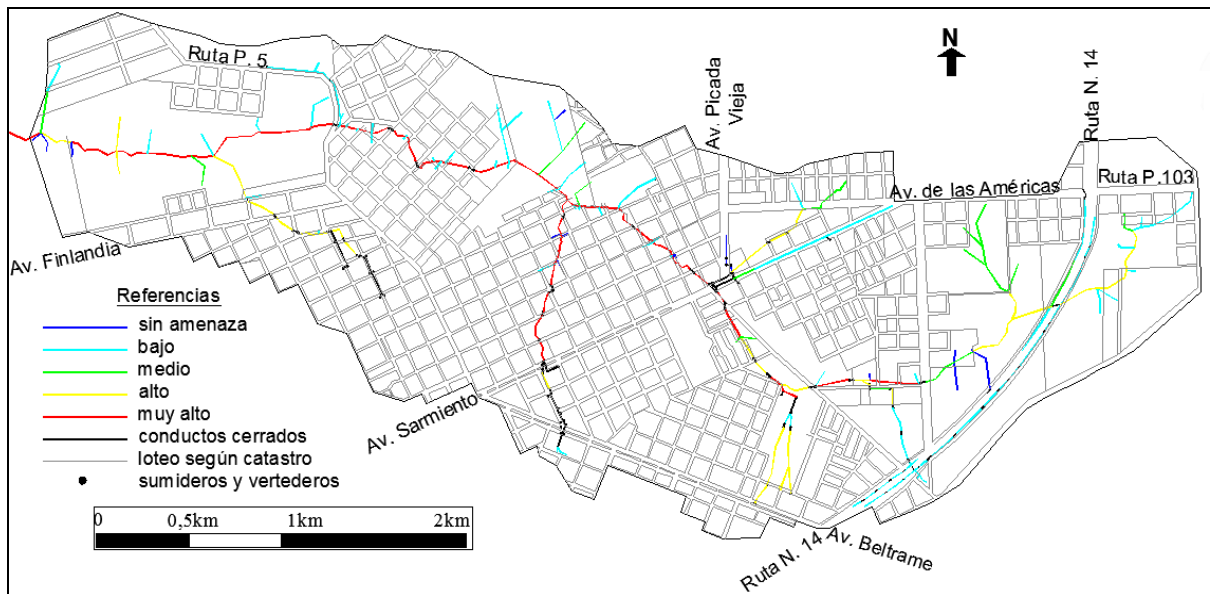 Ruta P. 5
N
Av. Picada
Vieja
Ruta N. 14
Ruta P.103
Av. de las Américas
Av. Finlandia
Referencias
sin amenaza
bajo
medio
alto
muy alto
conductos cerrados
loteo según catastro
sumideros y vertederos
Av. Sarmiento
0 0,5km 1km 2km
Ruta N. 14
Av. Beltrame